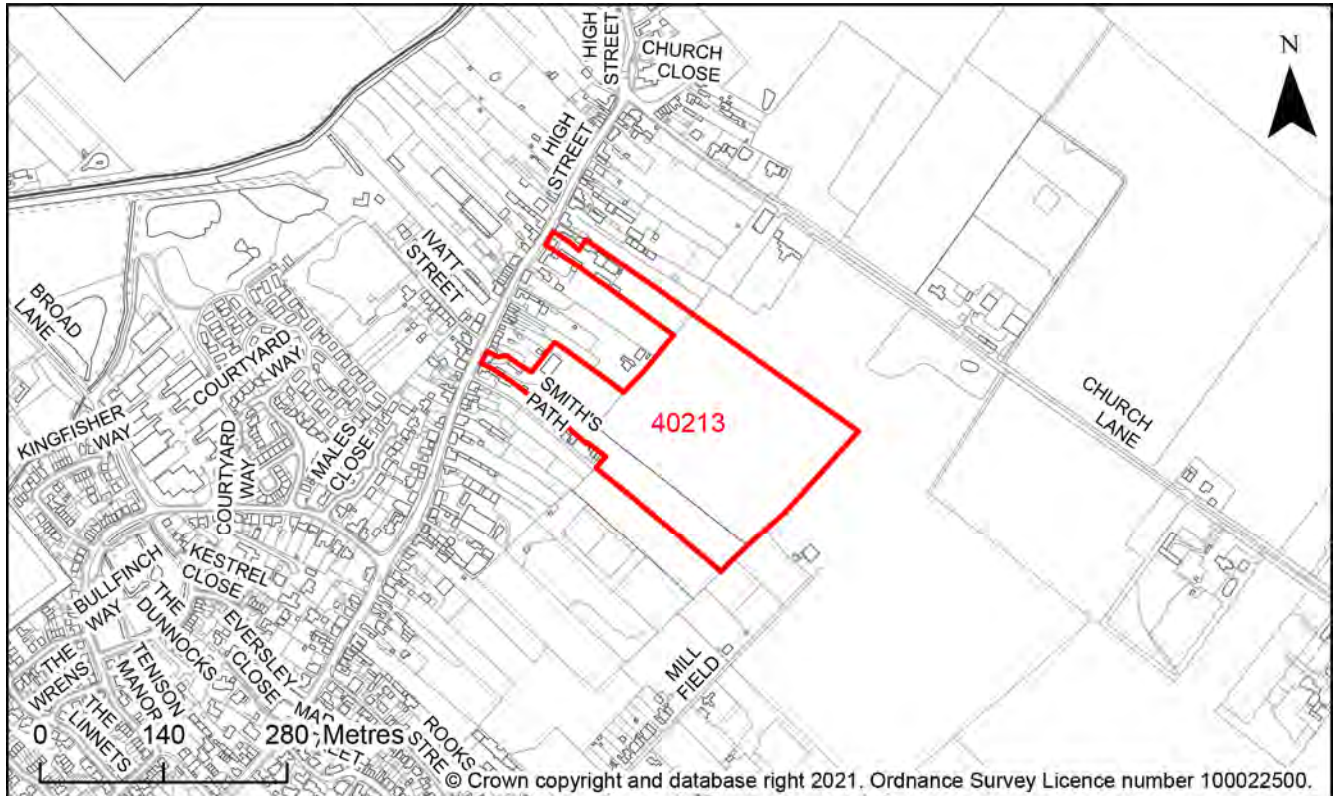 HIGH
STREET
CHURCH
CLOSE
N
HIGH
STREET
IVATT
STREET
BROAD
LANE
COURTYARD
WAY
KINGFISHER
WAY
COURTYARD
WAY
MALES
CLOSE
SMITH'S
PATH
40213
CHURCH
LANE
BULLFINCH
WAY
KESTREL
CLOSE
THE
DUNNOCKS
EVERSLEY
CLOSE
THE
WRENS
TENISON
MANOR
THE
LINNETS
MILL
FIELD
ROOKS
STRE
0 140 280 Metres
© Crown copyright and database right 2021. Ordnance Survey Licence number 100022500.